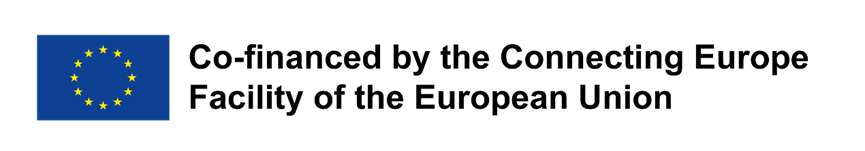 Co-financed by the Connecting Europe
Facility of the European Union